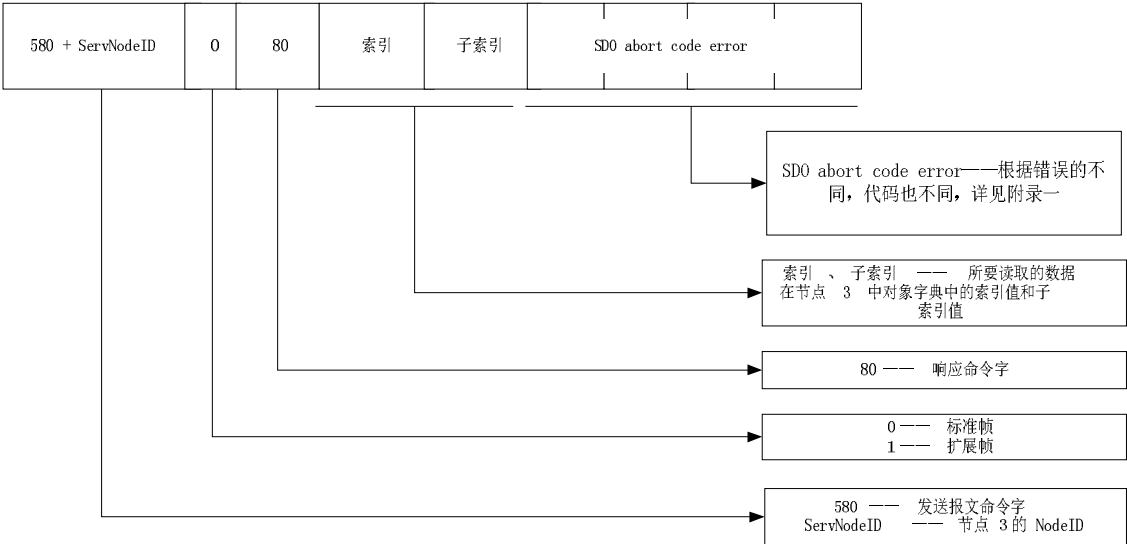 580 + ServNodeID 0 80 索引 子索引 SDO abort code error
SDO abort code error——根据错误的不
同，代码也不同，详见附录一
索引 、 子索引 —— 所要读取的数据
在节点 3 中对象字典中的索引值和子
索引值
80 —— 响应命令字
0 —— 标准帧
1 —— 扩展帧
580 —— 发送报文命令字
ServNodeID —— 节点 3的 NodeID